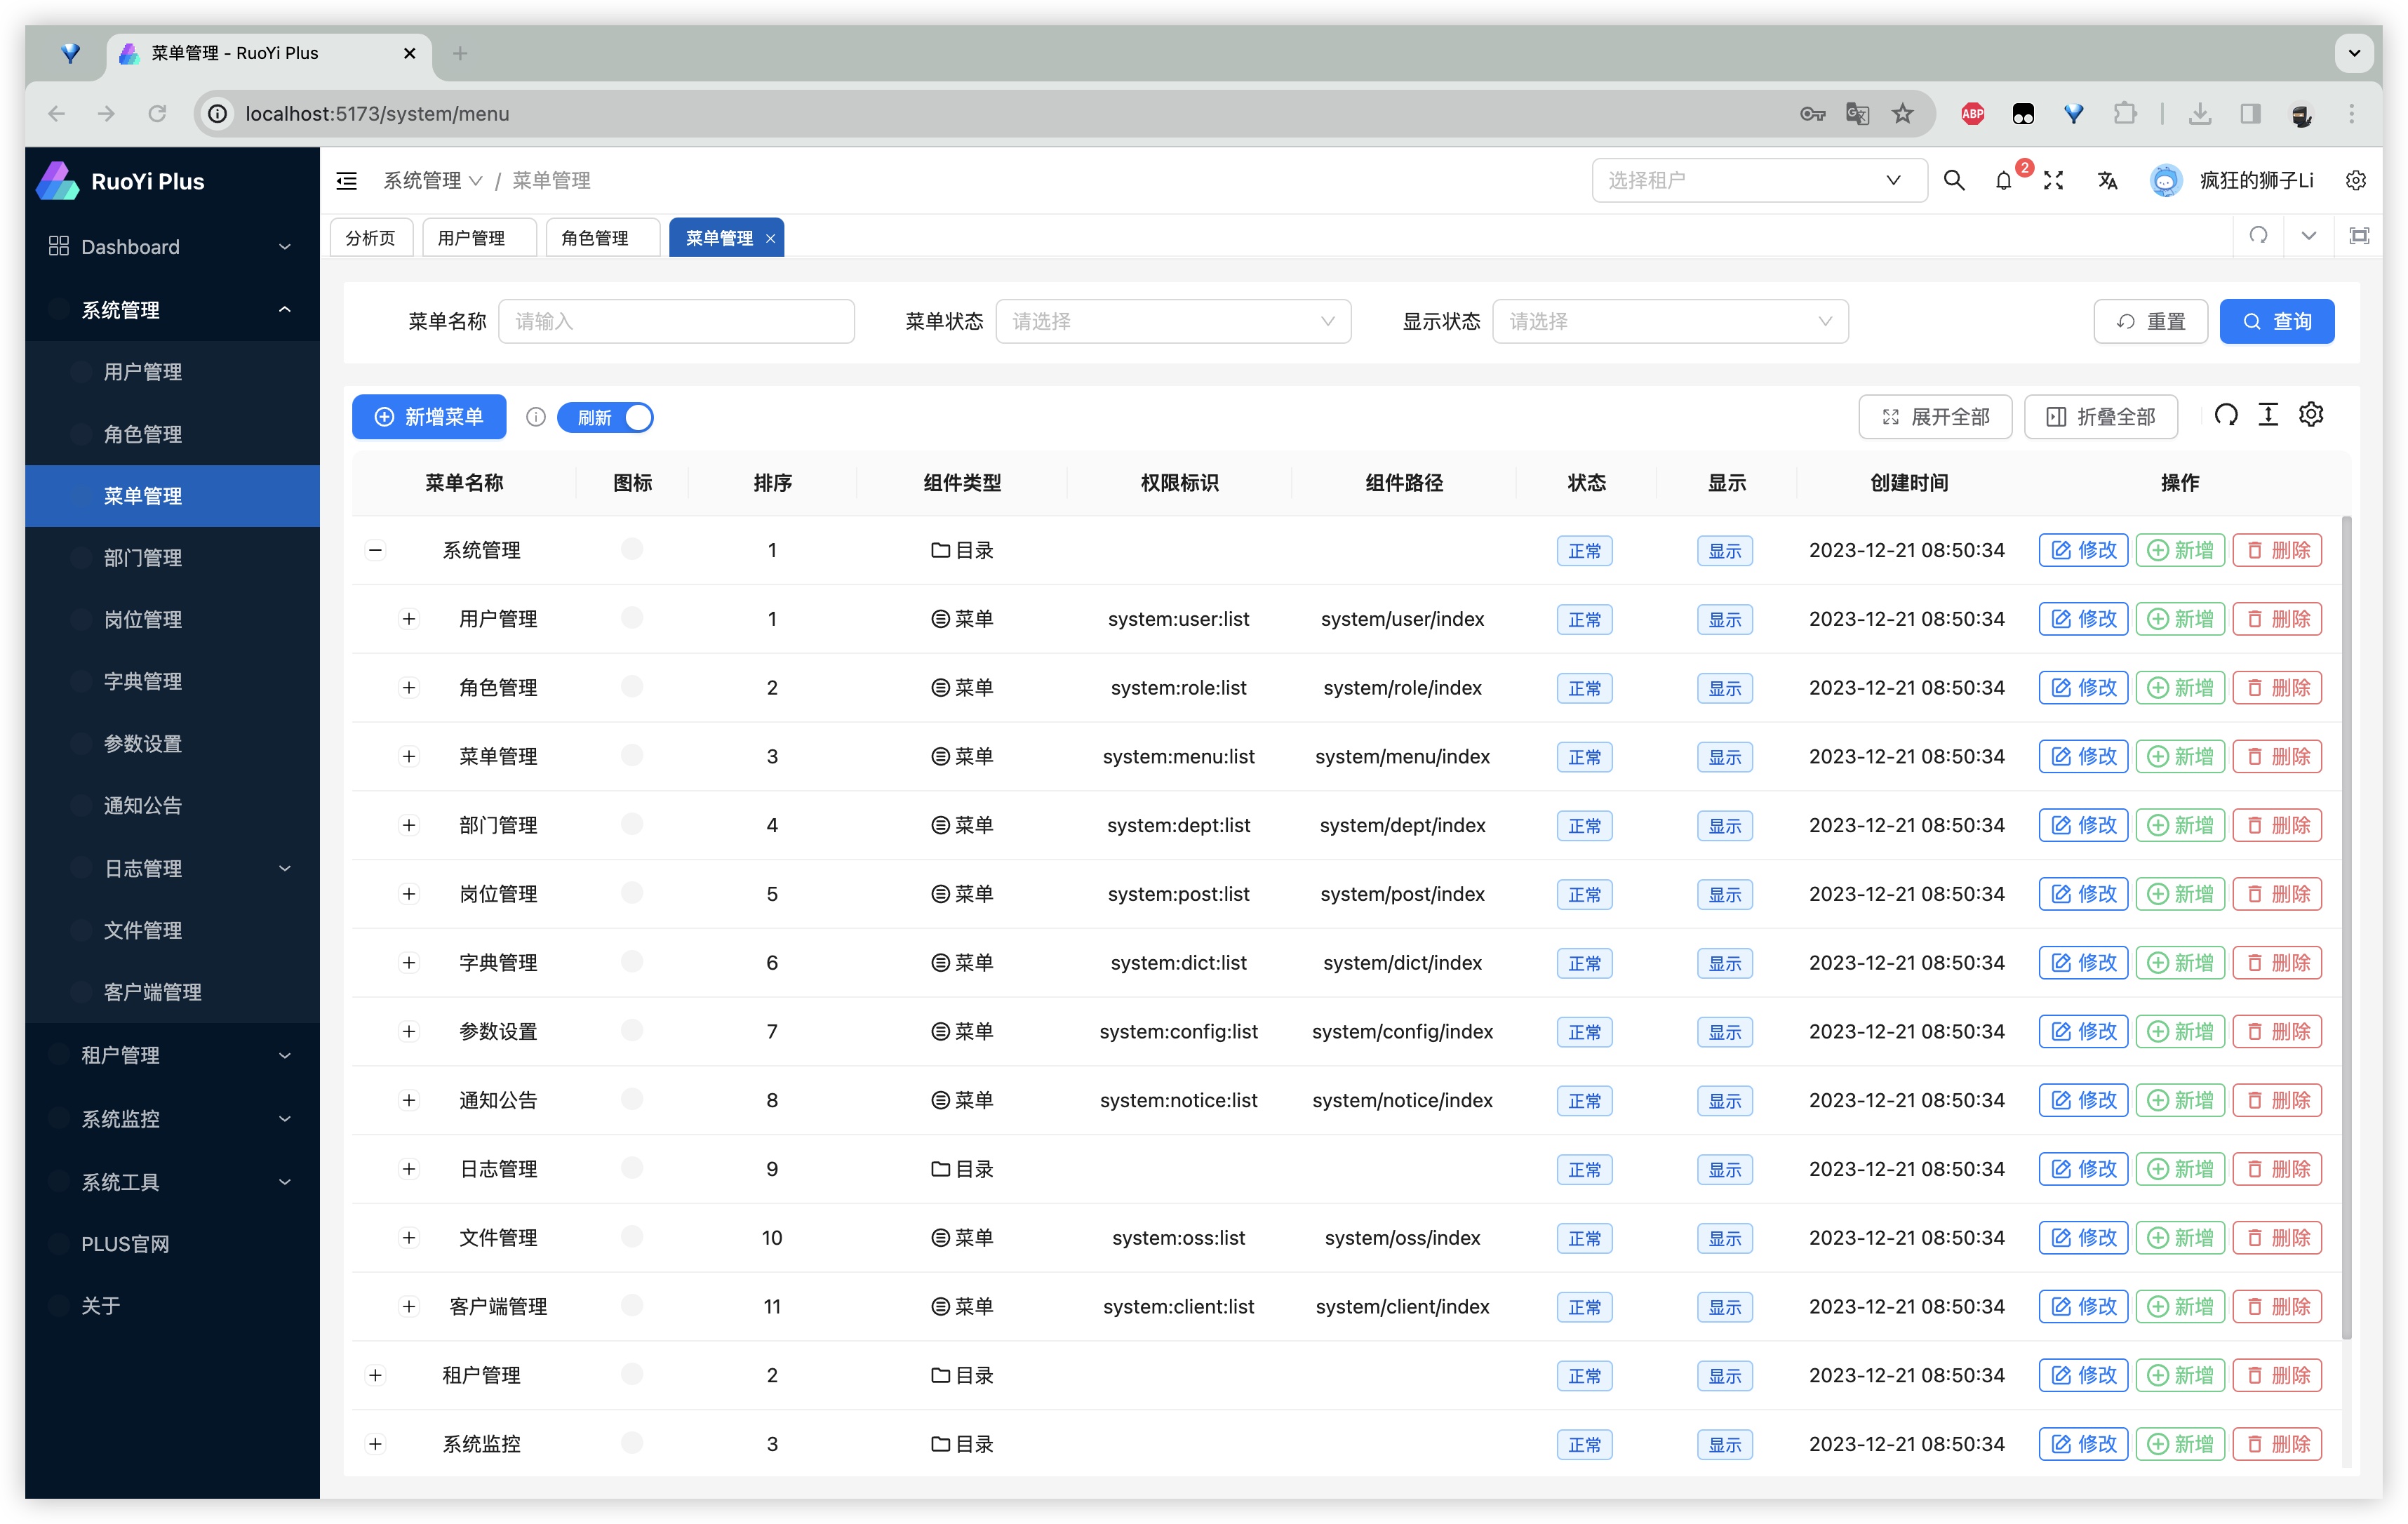 菜单管理 - RuoYi Plus
localhost:5173/system/menu
ABP
RuoYi Plus
系统管理 / 菜单管理
选择租户
2
疯狂的狮子Li
分析页 用户管理 角色管理 菜单管理
Dashboard
系统管理
用户管理
角色管理
菜单管理
部门管理
岗位管理
字典管理
参数设置
通知公告
日志管理
文件管理
客户端管理
租户管理
系统监控
系统工具
PLUS官网
关于
菜单名称 请输入 菜单状态 请选择 显示状态 请选择 重置 查询
新增菜单 刷新 展开全部 折叠全部
菜单名称 图标 排序 组件类型 权限标识 组件路径 状态 显示 创建时间 操作
系统管理 1 目录 正常 显示 2023-12-21 08:50:34 修改 新增 删除
用户管理 1 菜单 system:user:list system/user/index 正常 显示 2023-12-21 08:50:34 修改 新增 删除
角色管理 2 菜单 system:role:list system/role/index 正常 显示 2023-12-21 08:50:34 修改 新增 删除
菜单管理 3 菜单 system:menu:list system/menu/index 正常 显示 2023-12-21 08:50:34 修改 新增 删除
部门管理 4 菜单 system:dept:list system/dept/index 正常 显示 2023-12-21 08:50:34 修改 新增 删除
岗位管理 5 菜单 system:post:list system/post/index 正常 显示 2023-12-21 08:50:34 修改 新增 删除
字典管理 6 菜单 system:dict:list system/dict/index 正常 显示 2023-12-21 08:50:34 修改 新增 删除
参数设置 7 菜单 system:config:list system/config/index 正常 显示 2023-12-21 08:50:34 修改 新增 删除
通知公告 8 菜单 system:notice:list system/notice/index 正常 显示 2023-12-21 08:50:34 修改 新增 删除
日志管理 9 目录 正常 显示 2023-12-21 08:50:34 修改 新增 删除
文件管理 10 菜单 system:oss:list system/oss/index 正常 显示 2023-12-21 08:50:34 修改 新增 删除
客户端管理 11 菜单 system:client:list system/client/index 正常 显示 2023-12-21 08:50:34 修改 新增 删除
租户管理 2 目录 正常 显示 2023-12-21 08:50:34 修改 新增 删除
系统监控 3 目录 正常 显示 2023-12-21 08:50:34 修改 新增 删除